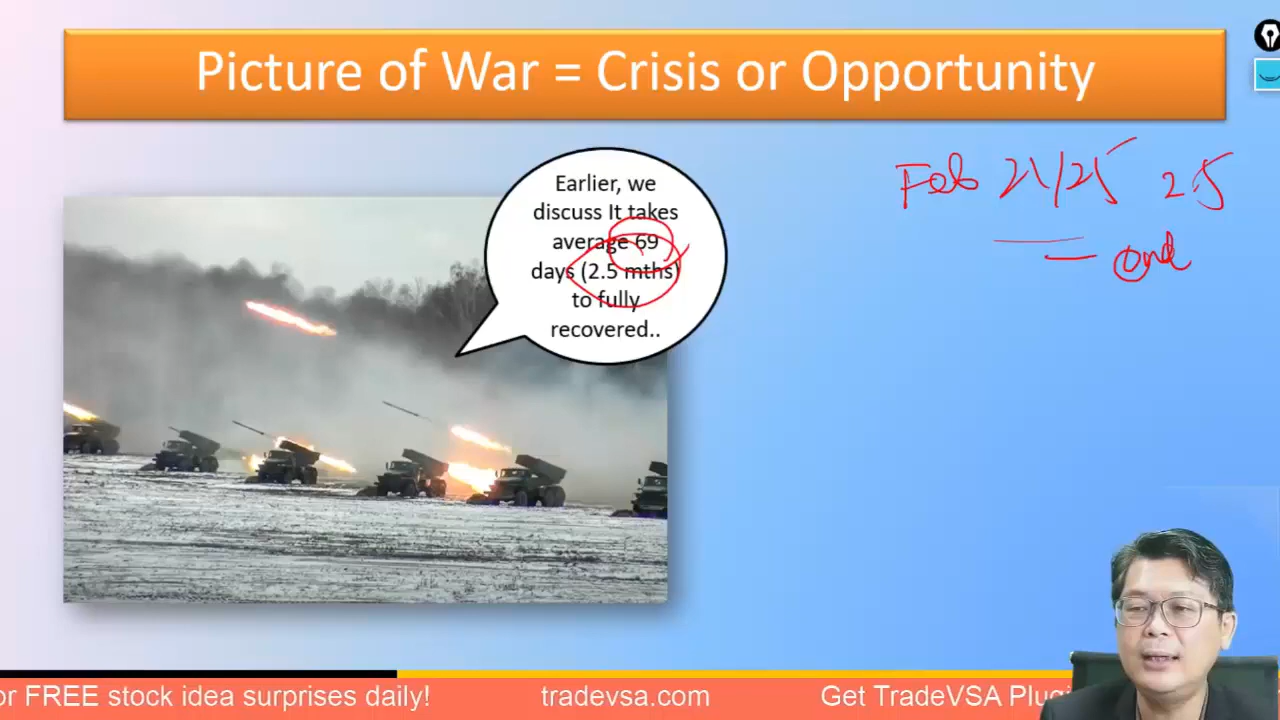 Picture of War = Crisis or Opportunity
Earlier, we
discuss It takes
average 69
days (2.5 mths)
to fully
recovered..
Feb 21/25 2.5
= end
or FREE stock idea surprises daily!
tradevsa.com
Get TradeVSA Plugi